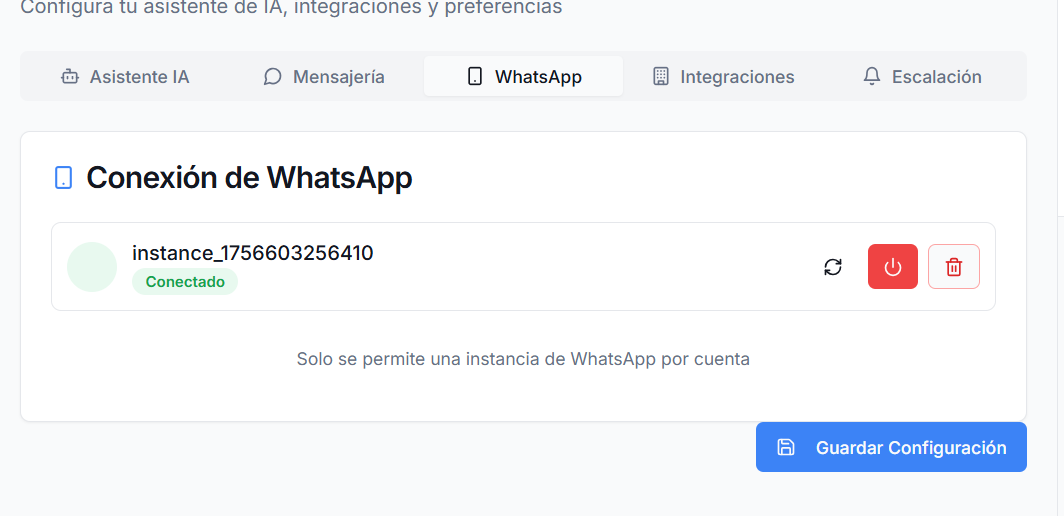 Configura tu asistente de IA, integraciones y preferencias
Asistente IA
Mensajería
WhatsApp
Integraciones
Escalación
Conexión de WhatsApp
instance_1756603256410
Conectado
Solo se permite una instancia de WhatsApp por cuenta
Guardar Configuración